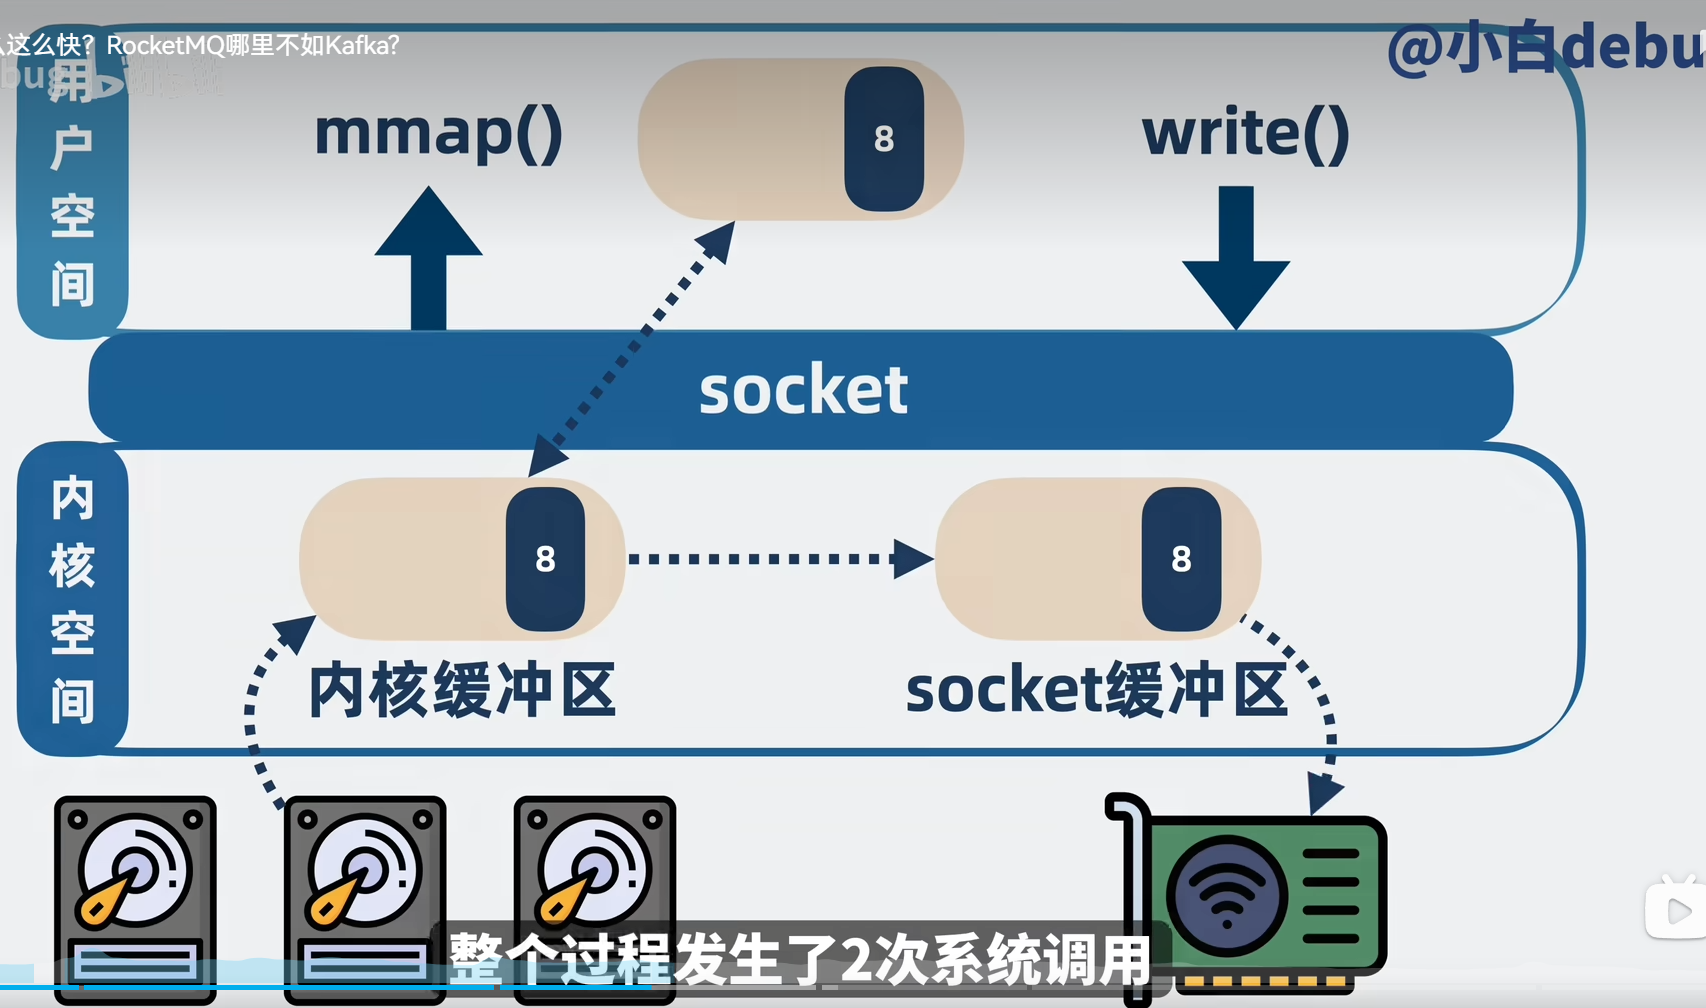 么这么快？RocketMQ哪里不如Kafka？
@小白debu
bug
用户空间
mmap()
8
write()
socket
内核空间
8
8
内核缓冲区
socket缓冲区
整个过程发生了2次系统调用